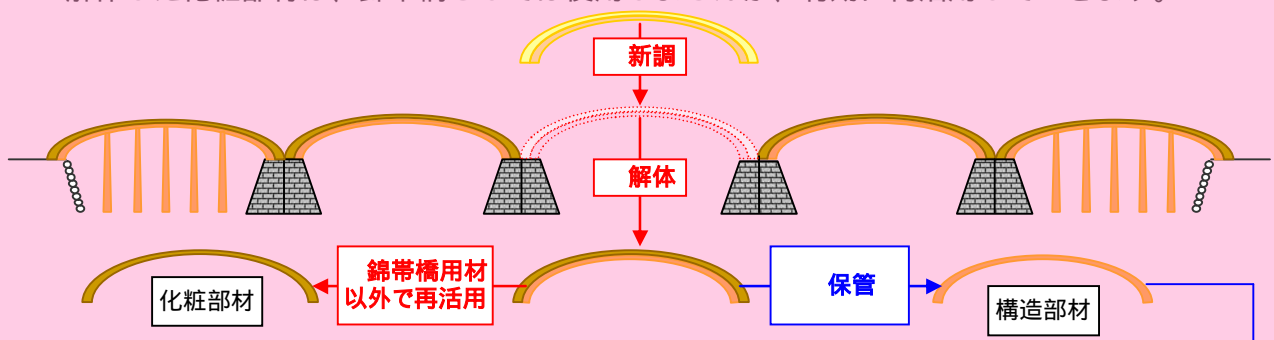 新調
解体
錦帯橋用材
以外で再活用
保管
化粧部材
構造部材